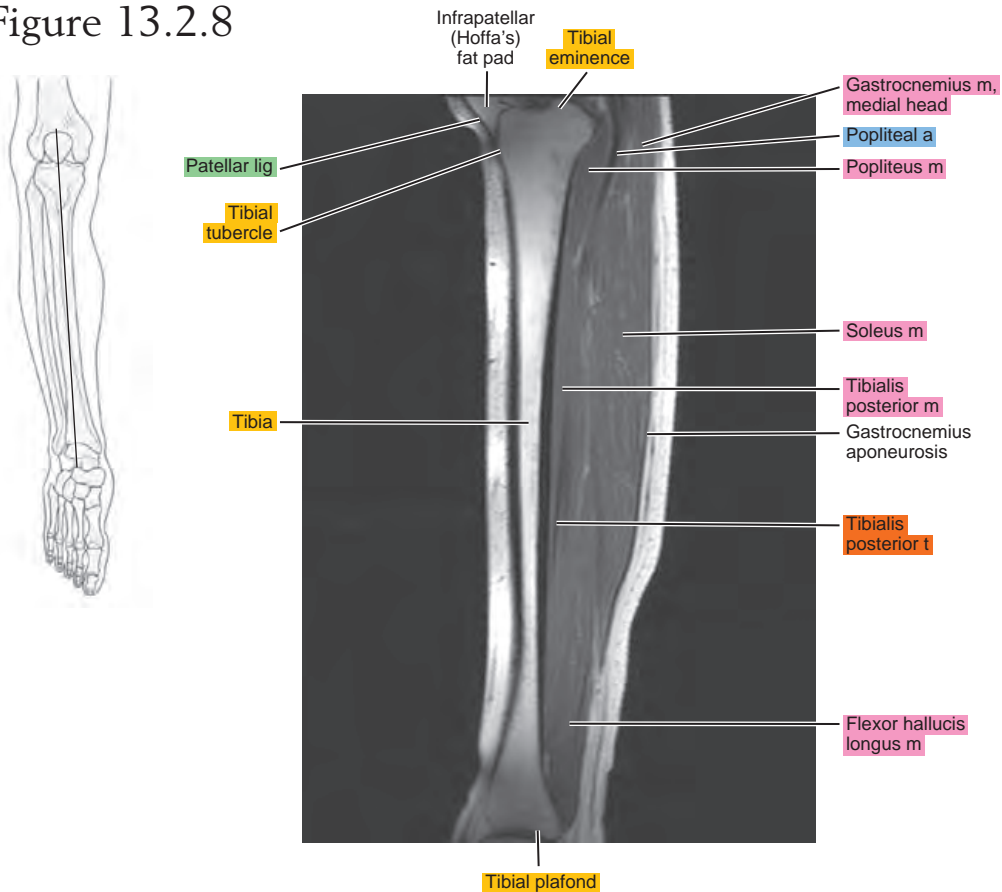 Figure 13.2.8
Infrapatellar
(Hoffa's)
fat pad
Tibial
eminence
Gastrocnemius m,
medial head
Popliteal a
Popliteus m
Patellar lig
Tibial
tubercle
Soleus m
Tibialis
posterior m
Gastrocnemius
aponeurosis
Tibia
Tibialis
posterior t
Flexor hallucis
longus m
Tibial plafond